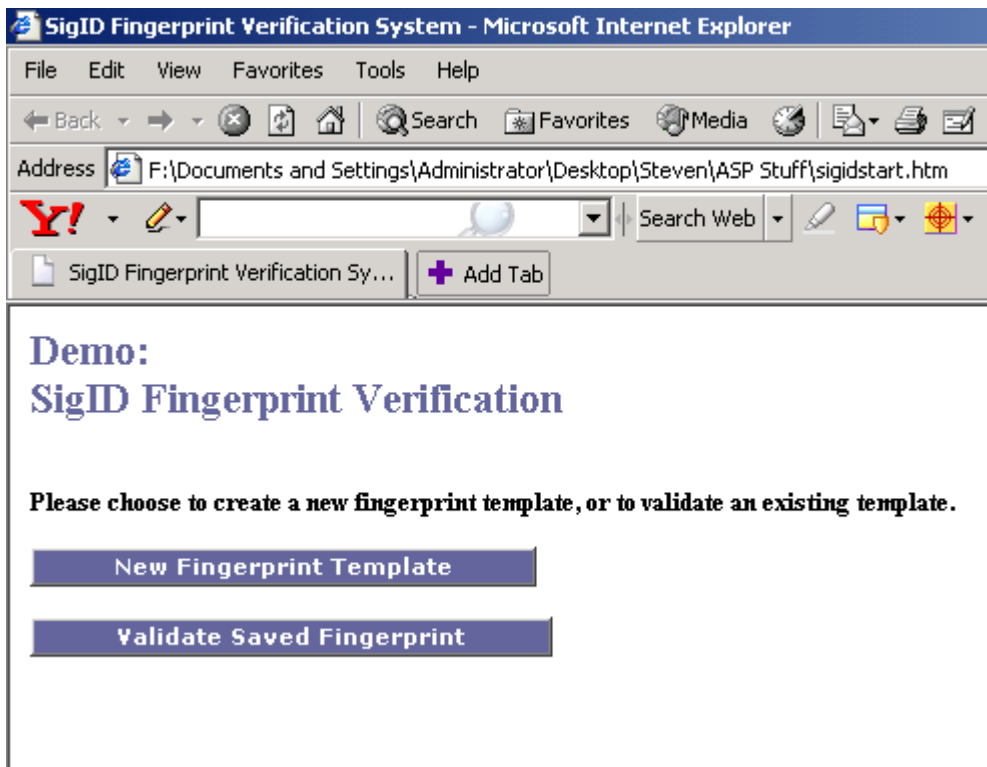 SigID Fingerprint Verification System - Microsoft Internet Explorer
File Edit View Favorites Tools Help
Back Search Favorites Media
Address F:\Documents and Settings\Administrator\Desktop\Steven\ASP Stuff\sigidstart.htm
Y! Search Web
SigID Fingerprint Verification Sy... Add Tab
Demo:
SigID Fingerprint Verification
Please choose to create a new fingerprint template, or to validate an existing template.
New Fingerprint Template
Validate Saved Fingerprint